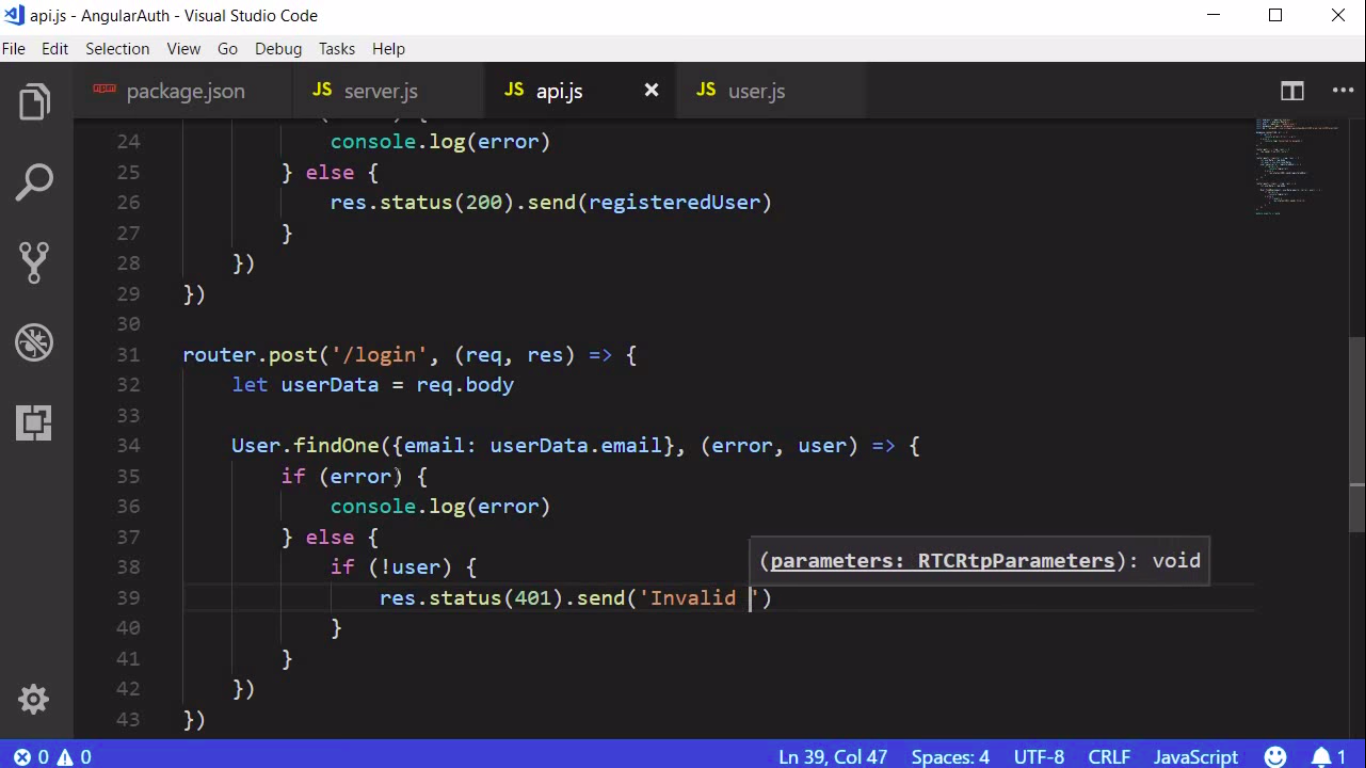 api.js - AngularAuth - Visual Studio Code
File Edit Selection View Go Debug Tasks Help
npm package.json JS server.js JS api.js JS user.js
24 console.log(error)
25 } else {
26 res.status(200).send(registeredUser)
27 }
28 })
29 })
30
31 router.post('/login', (req, res) => {
32 let userData = req.body
33
34 User.findOne({email: userData.email}, (error, user) => {
35 if (error) {
36 console.log(error)
37 } else {
38 if (!user) {
(parameters: RTCRtpParameters): void
39 res.status(401).send('Invalid ')
40 }
41 }
42 })
43 })
0 0 Ln 39, Col 47 Spaces: 4 UTF-8 CRLF JavaScript 1